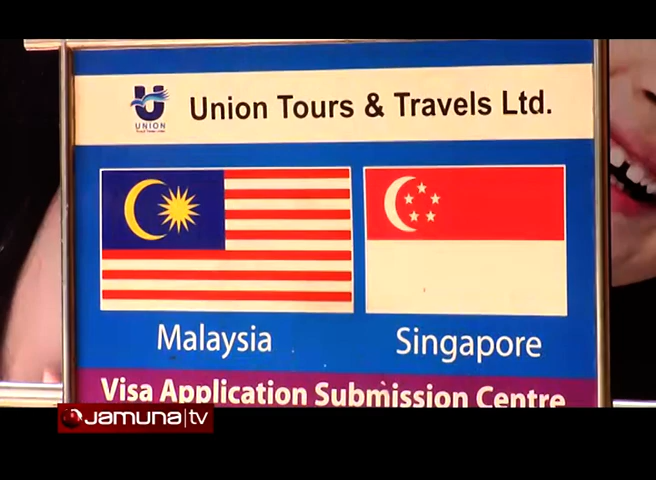 Union Tours & Travels Ltd.
UNION
Malaysia
Singapore
Visa Application Submission Centre
Jamuna|tv